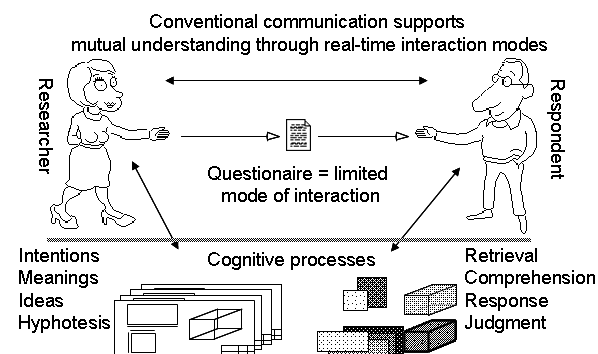 Conventional communication supports
mutual understanding through real-time interaction modes
Researcher
Respondent
Questionaire = limited
mode of interaction
Intentions
Meanings
Ideas
Hyphotesis
Cognitive processes
Retrieval
Comprehension
Response
Judgment